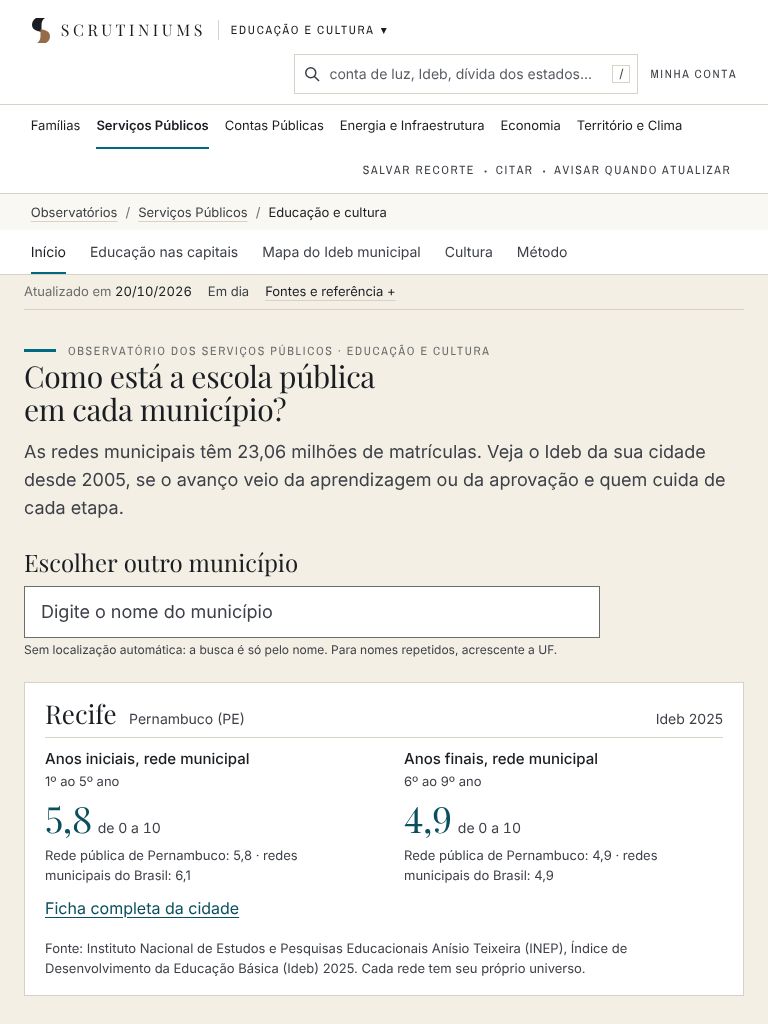 SCRUTINIUMS
EDUCAÇÃO E CULTURA ▾
conta de luz, Ideb, dívida dos estados... /
MINHA CONTA
Famílias Serviços Públicos Contas Públicas Energia e Infraestrutura Economia Território e Clima
SALVAR RECORTE • CITAR • AVISAR QUANDO ATUALIZAR
Observatórios / Serviços Públicos / Educação e cultura
Início Educação nas capitais Mapa do Ideb municipal Cultura Método
Atualizado em 20/10/2026 Em dia Fontes e referência +
OBSERVATÓRIO DOS SERVIÇOS PÚBLICOS · EDUCAÇÃO E CULTURA
Como está a escola pública
em cada município?
As redes municipais têm 23,06 milhões de matrículas. Veja o Ideb da sua cidade
desde 2005, se o avanço veio da aprendizagem ou da aprovação e quem cuida de
cada etapa.
Escolher outro município
Digite o nome do município
Sem localização automática: a busca é só pelo nome. Para nomes repetidos, acrescente a UF.
Recife Pernambuco (PE) Ideb 2025
Anos iniciais, rede municipal
1º ao 5º ano
5,8 de 0 a 10
Rede pública de Pernambuco: 5,8 · redes
municipais do Brasil: 6,1
Anos finais, rede municipal
6º ao 9º ano
4,9 de 0 a 10
Rede pública de Pernambuco: 4,9 · redes
municipais do Brasil: 4,9
Ficha completa da cidade
Fonte: Instituto Nacional de Estudos e Pesquisas Educacionais Anísio Teixeira (INEP), Índice de
Desenvolvimento da Educação Básica (Ideb) 2025. Cada rede tem seu próprio universo.